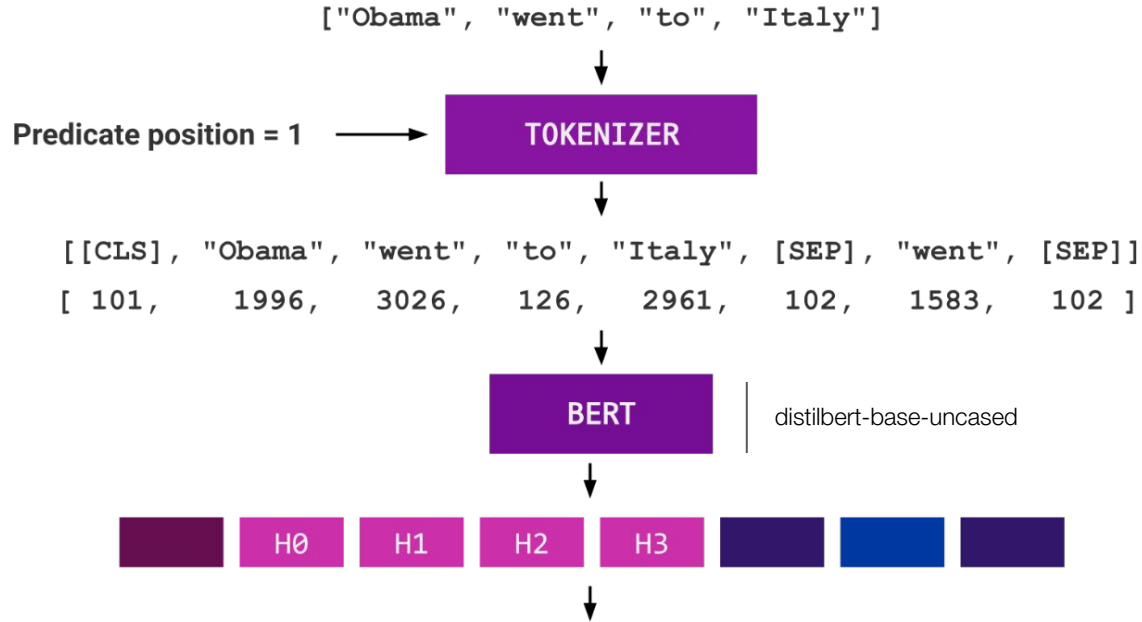 ["Obama", "went", "to", "Italy"]
Predicate position = 1
TOKENIZER
[[CLS], "Obama", "went", "to", "Italy", [SEP], "went", [SEP]]
[ 101, 1996, 3026, 126, 2961, 102, 1583, 102 ]
BERT
distilbert-base-uncased
H0 H1 H2 H3